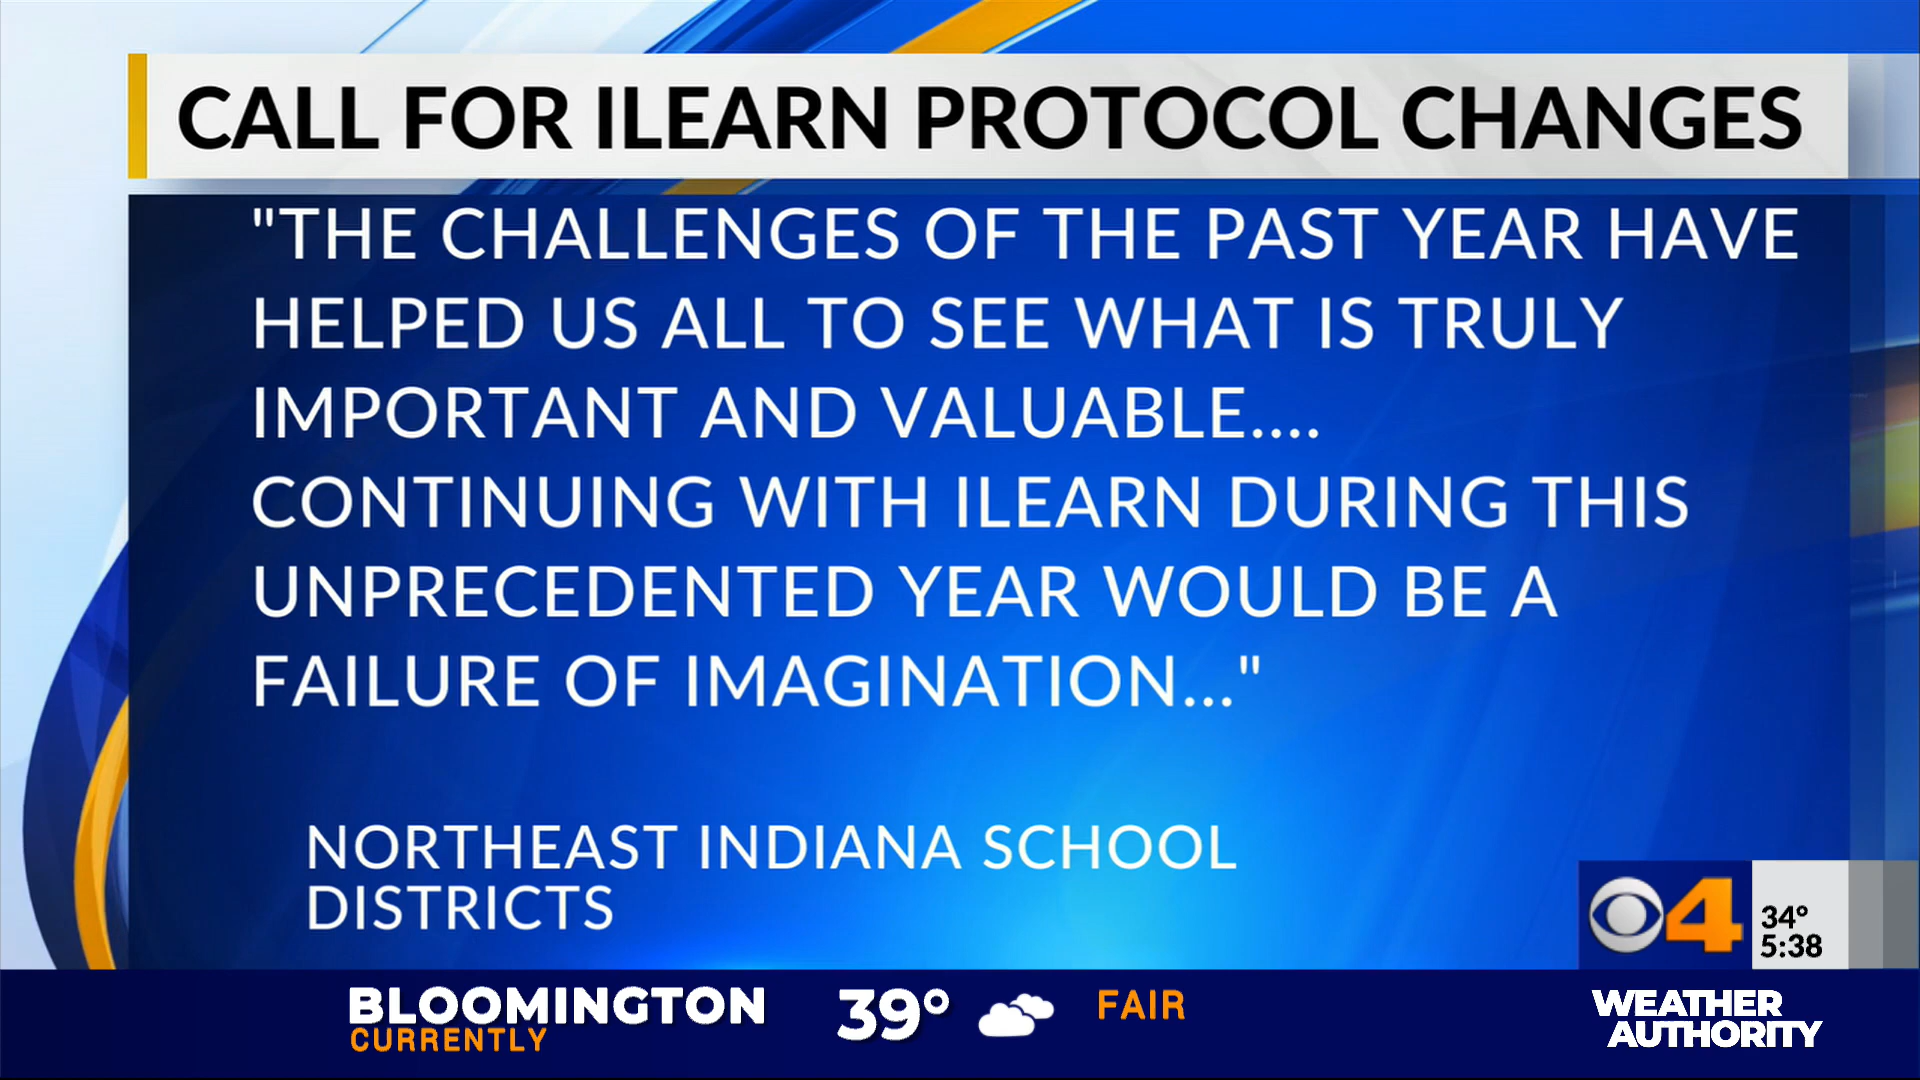 CALL FOR ILEARN PROTOCOL CHANGES
"THE CHALLENGES OF THE PAST YEAR HAVE
HELPED US ALL TO SEE WHAT IS TRULY
IMPORTANT AND VALUABLE....
CONTINUING WITH ILEARN DURING THIS
UNPRECEDENTED YEAR WOULD BE A
FAILURE OF IMAGINATION..."
NORTHEAST INDIANA SCHOOL
DISTRICTS
4
34°
5:38
BLOOMINGTON
CURRENTLY
39°
FAIR
WEATHER
AUTHORITY